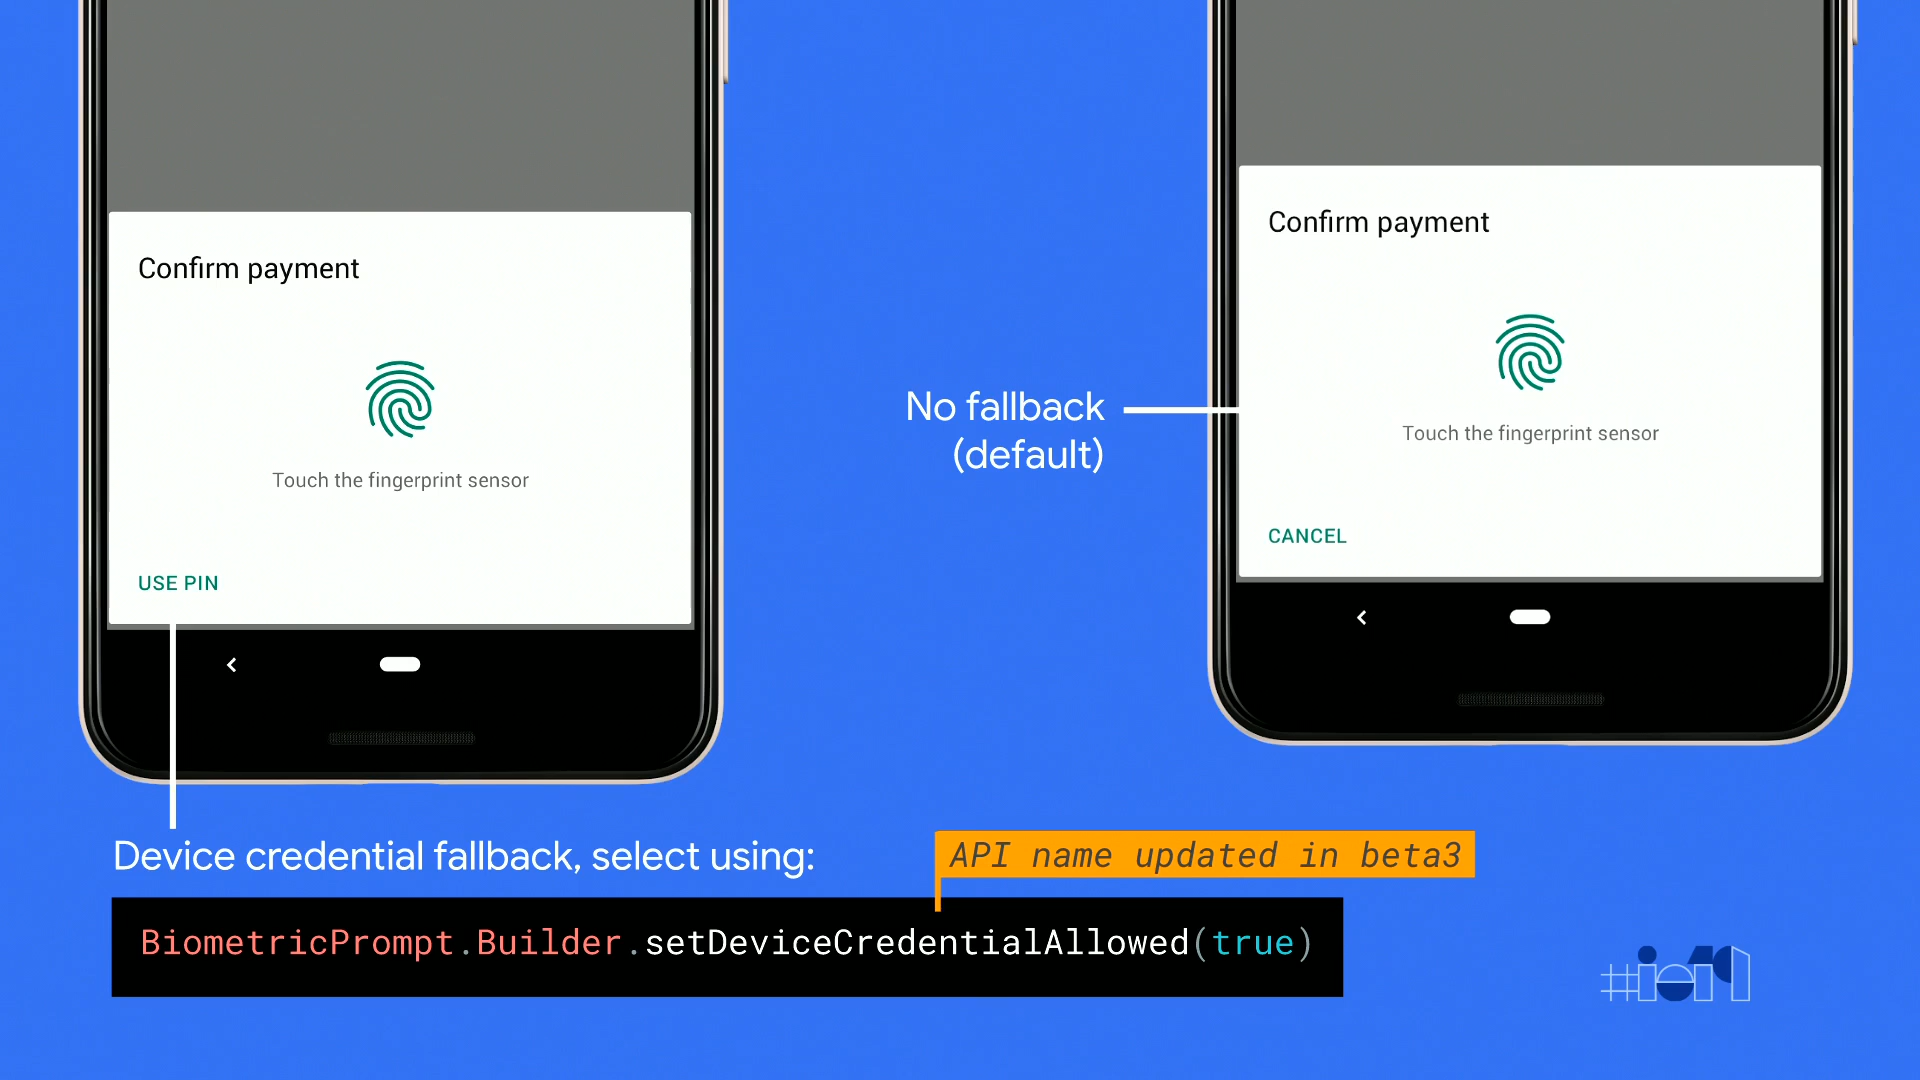 Confirm payment
Touch the fingerprint sensor
USE PIN
No fallback
(default)
Confirm payment
Touch the fingerprint sensor
CANCEL
Device credential fallback, select using:
API name updated in beta3
BiometricPrompt.Builder.setDeviceCredentialAllowed(true)
#io19